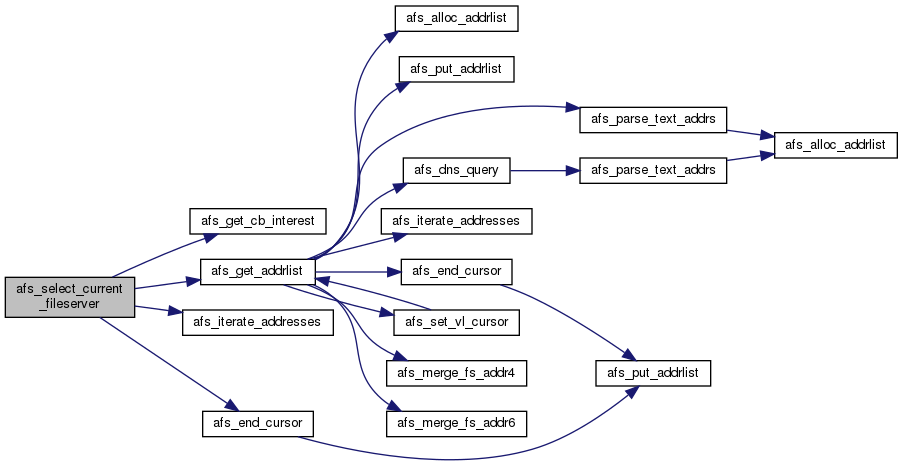 afs_alloc_addrlist
afs_put_addrlist
afs_parse_text_addrs
afs_alloc_addrlist
afs_dns_query
afs_parse_text_addrs
afs_get_cb_interest
afs_iterate_addresses
afs_get_addrlist
afs_end_cursor
afs_select_current
_fileserver
afs_iterate_addresses
afs_set_vl_cursor
afs_merge_fs_addr4
afs_put_addrlist
afs_end_cursor
afs_merge_fs_addr6